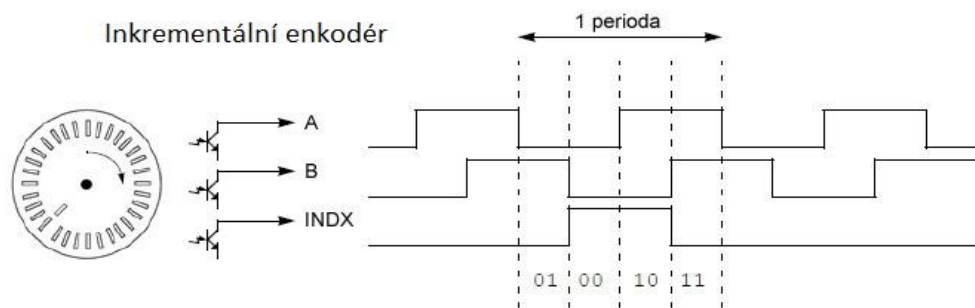 Inkrementální enkodér
1 perioda
A
B
INDX
01 00 10 11